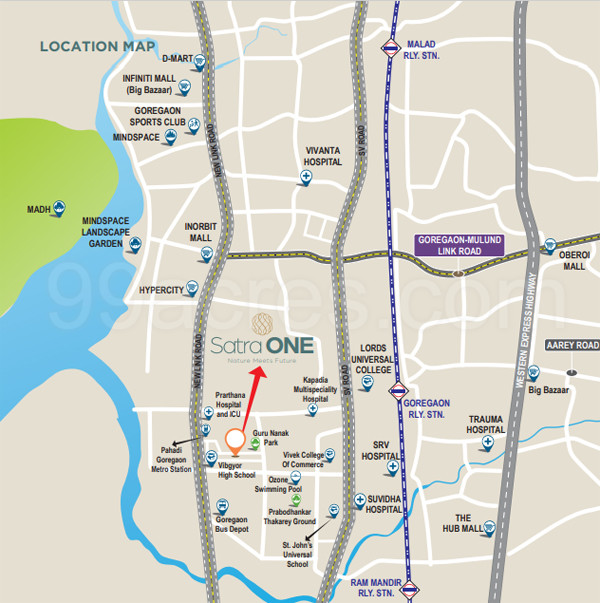 LOCATION MAP
D-MART
INFINITI MALL
(Big Bazaar)
GOREGAON
SPORTS CLUB
MINDSPACE
MADH
MINDSPACE
LANDSCAPE
GARDEN
INORBIT
MALL
HYPERCITY
NEW LINK ROAD
SV ROAD
VIVANTA
HOSPITAL
MALAD
RLY. STN.
GOREGAON-MULUND
LINK ROAD
OBEROI
MALL
WESTERN EXPRESS HIGHWAY
AAREY ROAD
99acres.com
Satra ONE
Nature Meets Future
NEW LINK ROAD
SV ROAD
LORDS
UNIVERSAL
COLLEGE
GOREGAON
RLY. STN.
Big Bazaar
Prarthana
Hospital
and ICU
Kapadia
Multispeciality
Hospital
Guru Nanak
Park
Pahadi
Goregaon
Metro Station
Vibgyor
High School
Vivek College
Of Commerce
Ozone
Swimming Pool
Prabodhankar
Thakarey Ground
Goregaon
Bus Depot
St. John's
Universal
School
SRV
HOSPITAL
SUVIDHA
HOSPITAL
TRAUMA
HOSPITAL
THE
HUB MALL
RAM MANDIR
RLY. STN.